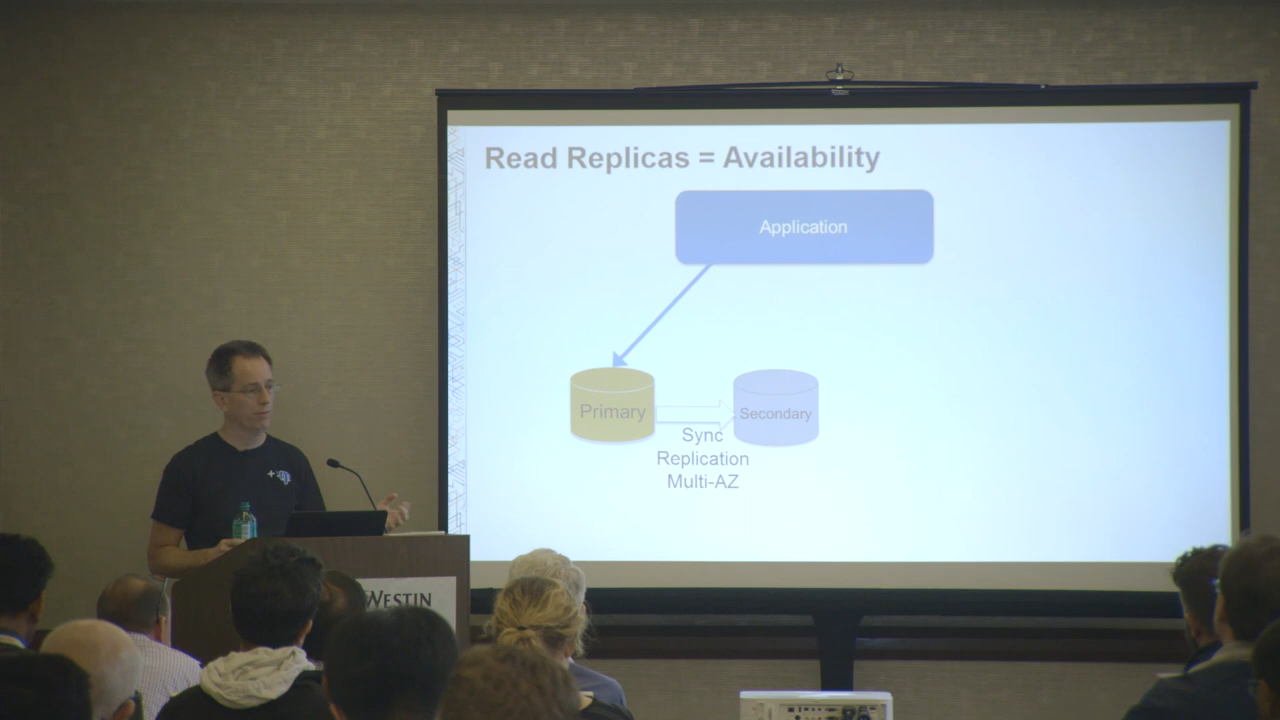 Read Replicas = Availability
Application
Primary
Secondary
Sync
Replication
Multi-AZ
WESTIN